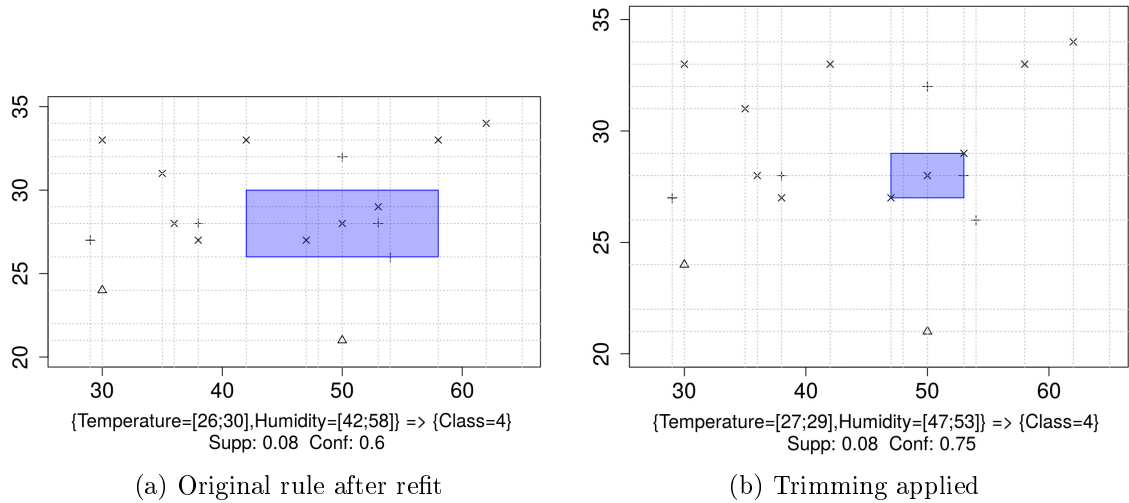 35
30
25
20
30 40 50 60
{Temperature=[26;30],Humidity=[42;58]} => {Class=4}
Supp: 0.08 Conf: 0.6
(a) Original rule after refit
35
30
25
20
30 40 50 60
{Temperature=[27;29],Humidity=[47;53]} => {Class=4}
Supp: 0.08 Conf: 0.75
(b) Trimming applied